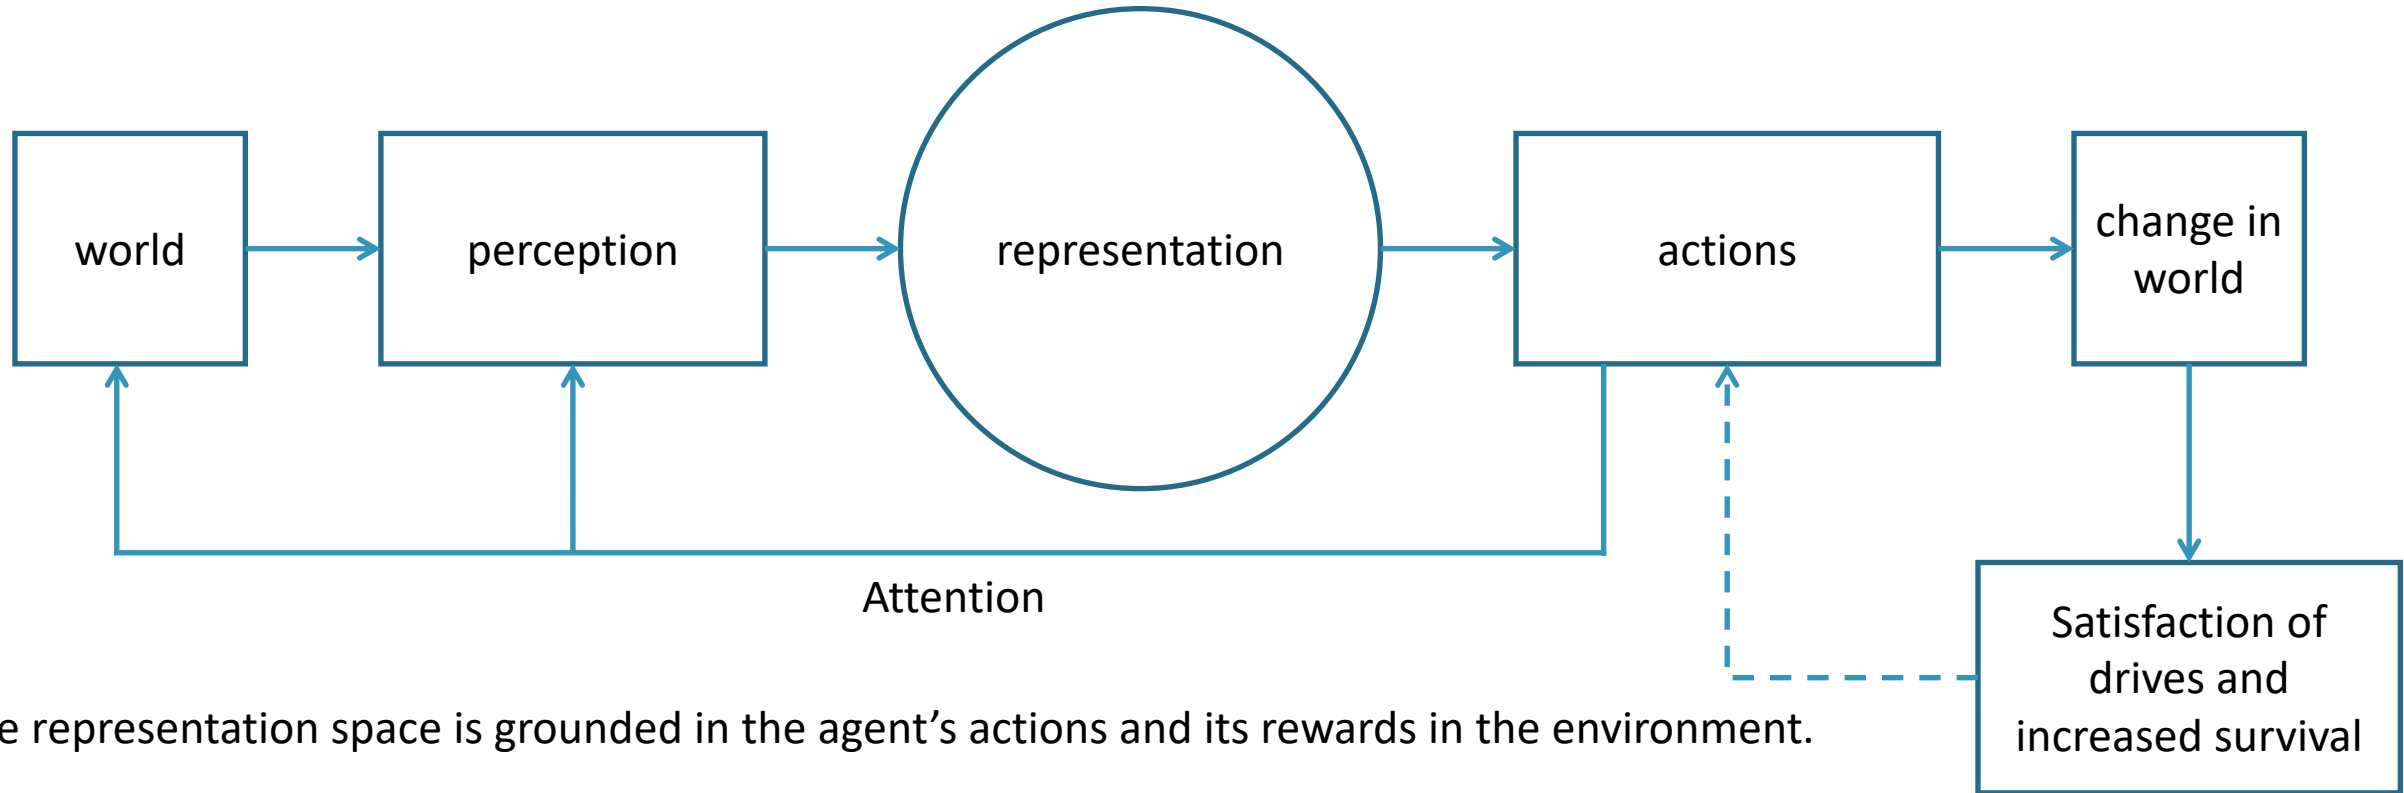 world
perception
representation
actions
change in
world
Attention
Satisfaction of
drives and
increased survival
e representation space is grounded in the agent’s actions and its rewards in the environment.